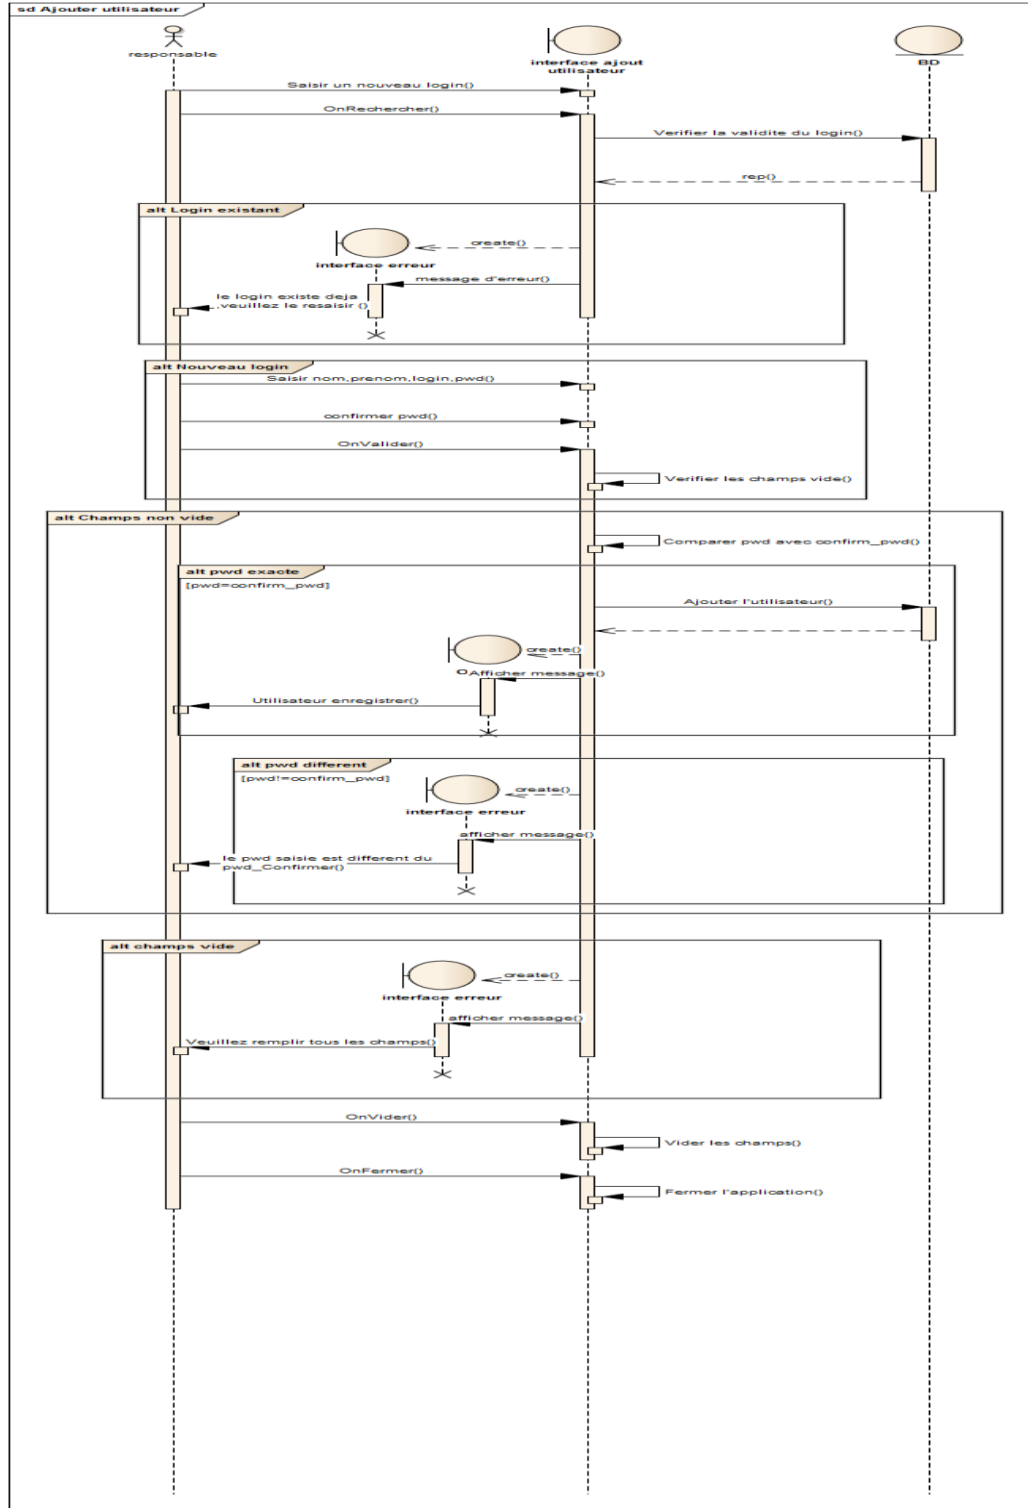 sd Ajouter utilisateur
responsable
interface ajout
utilisateur
BD
Saisir un nouveau login()
OnRechercher()
Verifier la validite du login()
rep()
alt Login existant
create()
interface erreur
message d'erreur()
le login existe deja
,veuillez le resaisir ()
alt Nouveau login
Saisir nom,prenom,login,pwd()
confirmer pwd()
OnValider()
Verifier les champs vide()
alt Champs non vide
Comparer pwd avec confirm_pwd()
alt pwd exacte
[pwd=confirm_pwd]
Ajouter l'utilisateur()
create()
Afficher message()
Utilisateur enregistrer()
alt pwd different
[pwd!=confirm_pwd]
create()
interface erreur
afficher message()
le pwd saisie est different du
pwd_Confirmer()
alt champs vide
create()
interface erreur
afficher message()
Veuillez remplir tous les champs()
OnVider()
Vider les champs()
OnFermer()
Fermer l'application()